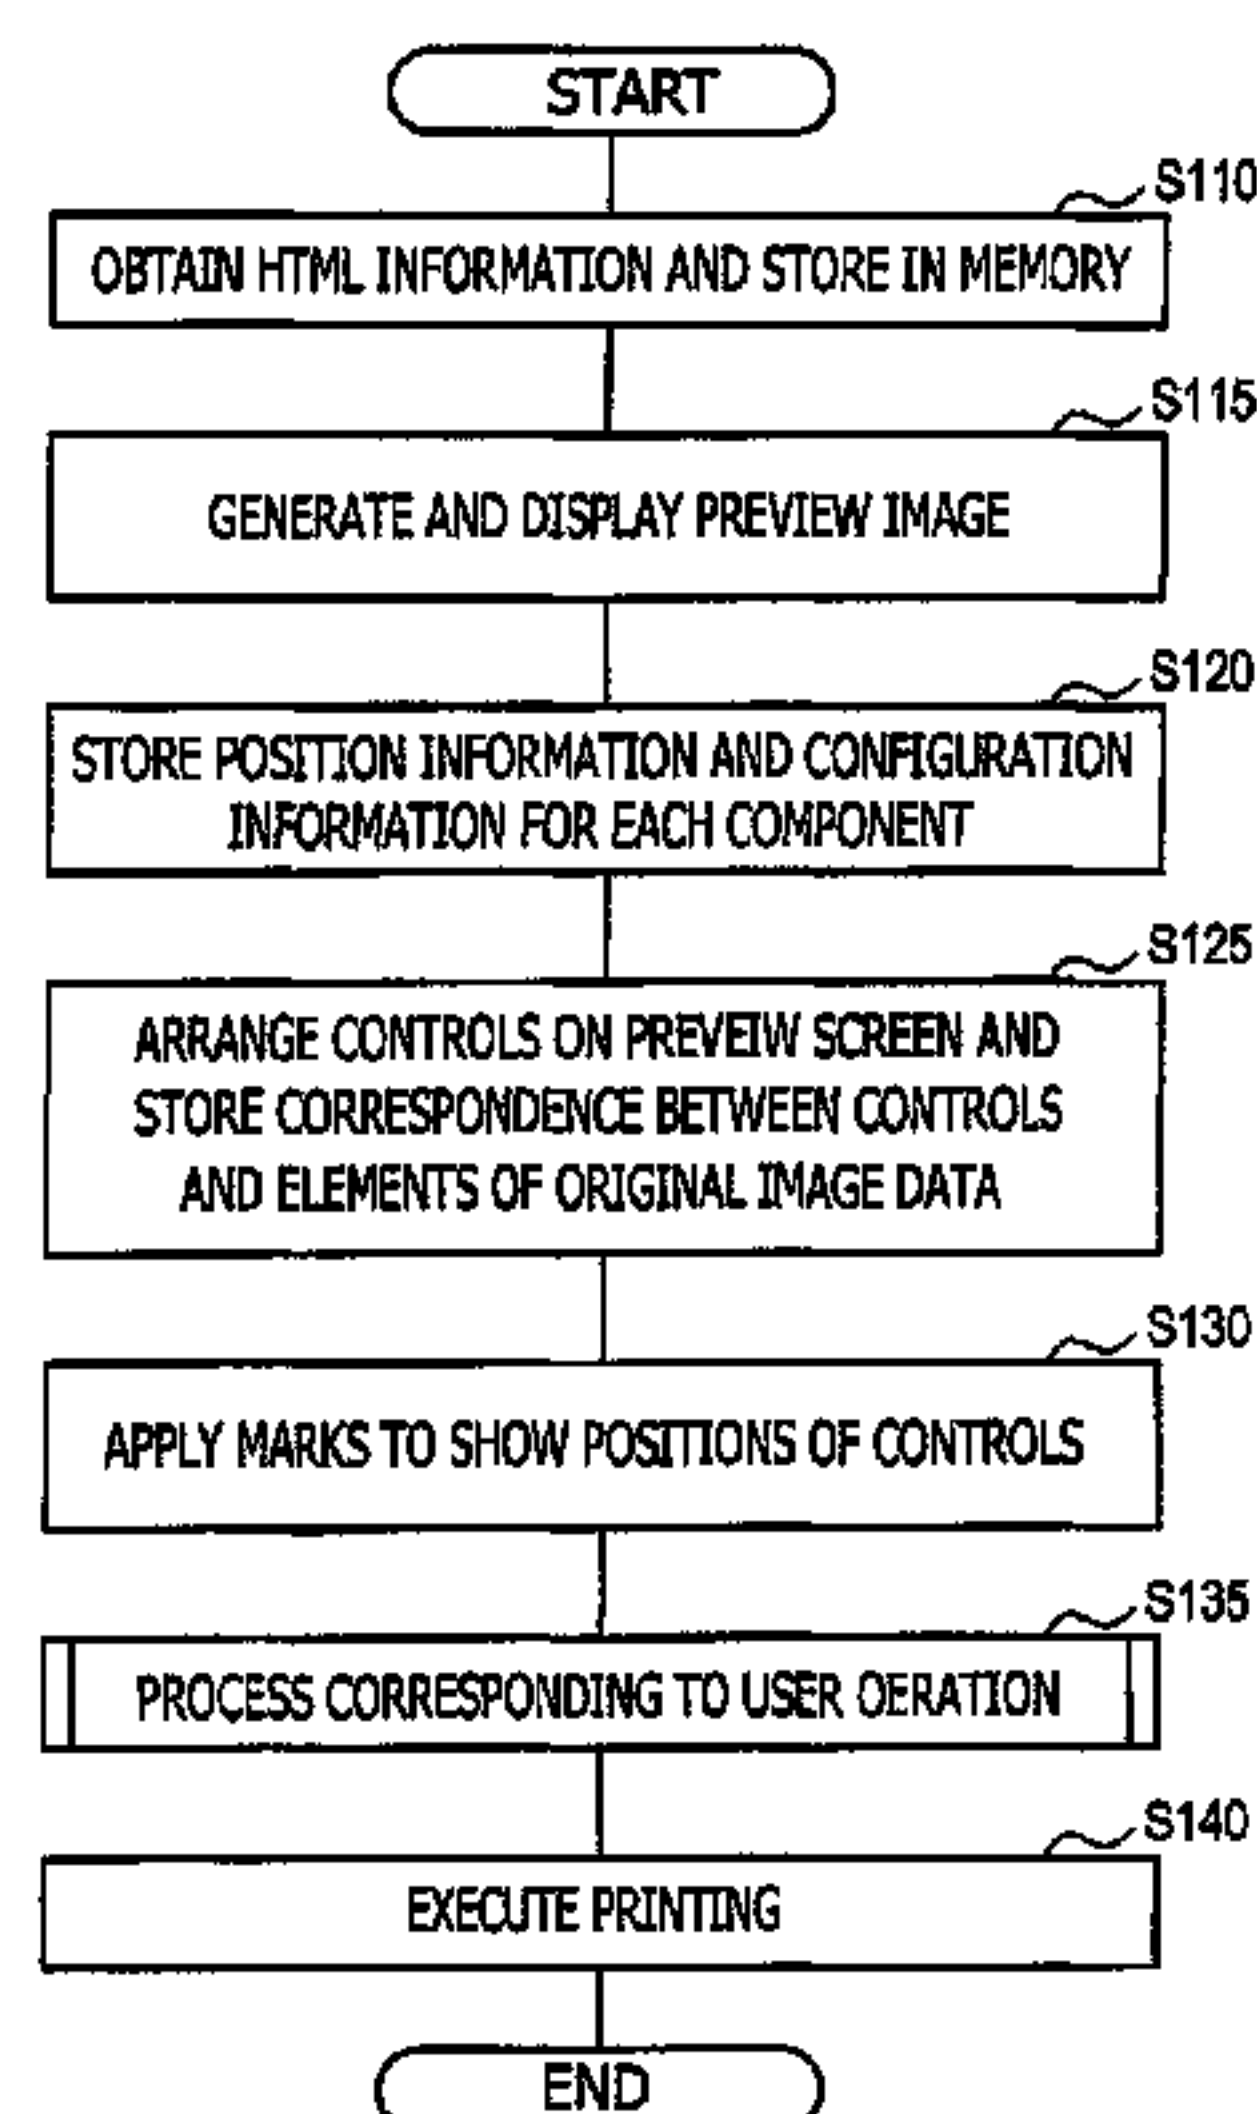 START
S110
OBTAIN HTML INFORMATION AND STORE IN MEMORY
S115
GENERATE AND DISPLAY PREVIEW IMAGE
S120
STORE POSITION INFORMATION AND CONFIGURATION
INFORMATION FOR EACH COMPONENT
S125
ARRANGE CONTROLS ON PREVEIW SCREEN AND
STORE CORRESPONDENCE BETWEEN CONTROLS
AND ELEMENTS OF ORIGINAL IMAGE DATA
S130
APPLY MARKS TO SHOW POSITIONS OF CONTROLS
S135
PROCESS CORRESPONDING TO USER OERATION
S140
EXECUTE PRINTING
END